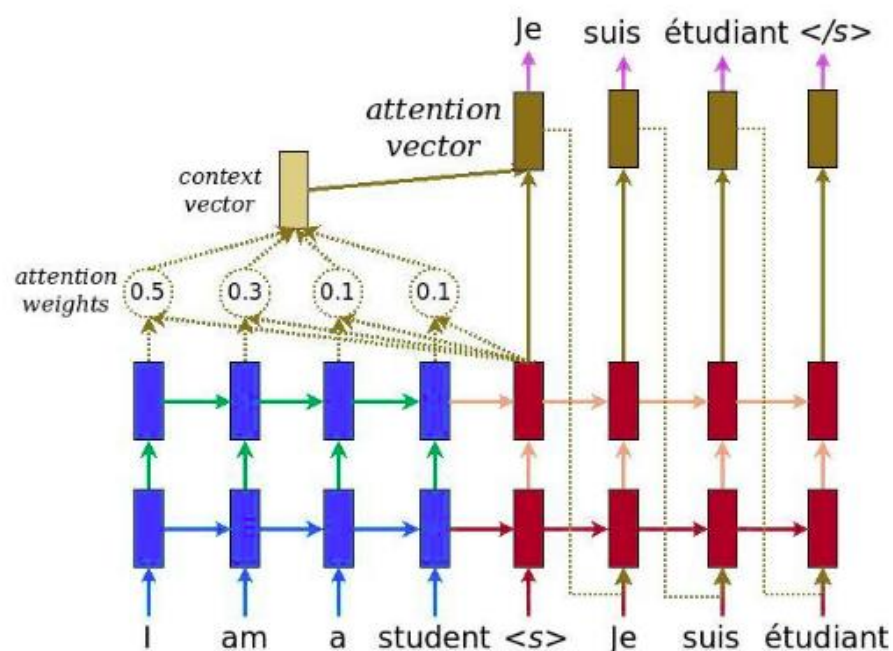 Je suis étudiant </s>
attention
vector
context
vector
attention
weights
0.5 0.3 0.1 0.1
I am a student <s> Je suis étudiant